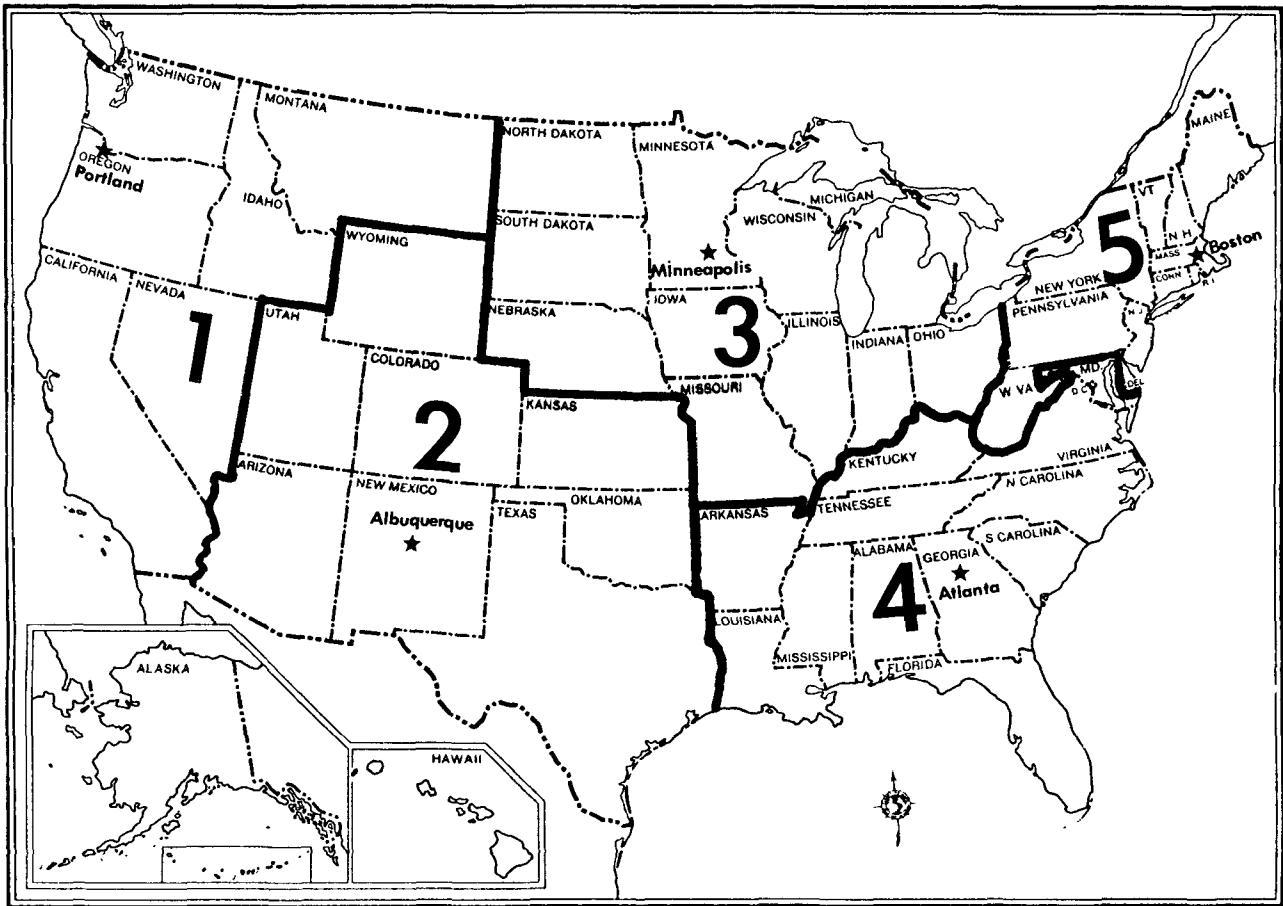 WASHINGTON
MONTANA
OREGON
Portland
IDAHO
NORTH DAKOTA
MINNESOTA
SOUTH DAKOTA
WISCONSIN
MICHIGAN
MAINE
VT
N H
MASS
Boston
CONN
R I
5
NEW YORK
PENNSYLVANIA
N J
WYOMING
Minneapolis
CALIFORNIA
NEVADA
UTAH
1
NEBRASKA
IOWA
3
ILLINOIS
INDIANA
OHIO
COLORADO
2
KANSAS
MISSOURI
W VA
MD
DEL
D C
KENTUCKY
VIRGINIA
ARIZONA
NEW MEXICO
Albuquerque
TEXAS
OKLAHOMA
ARKANSAS
TENNESSEE
N CAROLINA
S CAROLINA
ALABAMA
GEORGIA
Atlanta
4
LOUISIANA
MISSISSIPPI
FLORIDA
ALASKA
HAWAII